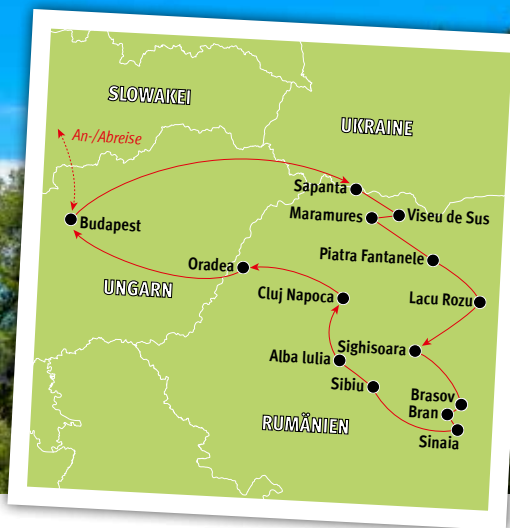 SLOWAKEI
UKRAINE
An-/Abreise
Sapanta
Maramures
Viseu de Sus
Budapest
Piatra Fantanele
Oradea
UNGARN
Cluj Napoca
Lacu Rozu
Sighisoara
Alba Iulia
Sibiu
Brasov
Bran
RUMÄNIEN
Sinaia